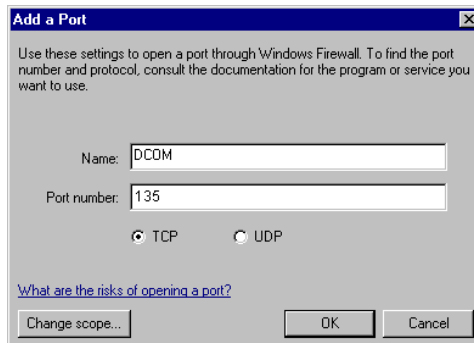 Add a Port
Use these settings to open a port through Windows Firewall. To find the port
number and protocol, consult the documentation for the program or service you
want to use.
Name: DCOM
Port number: 135
TCP UDP
What are the risks of opening a port?
Change scope... OK Cancel